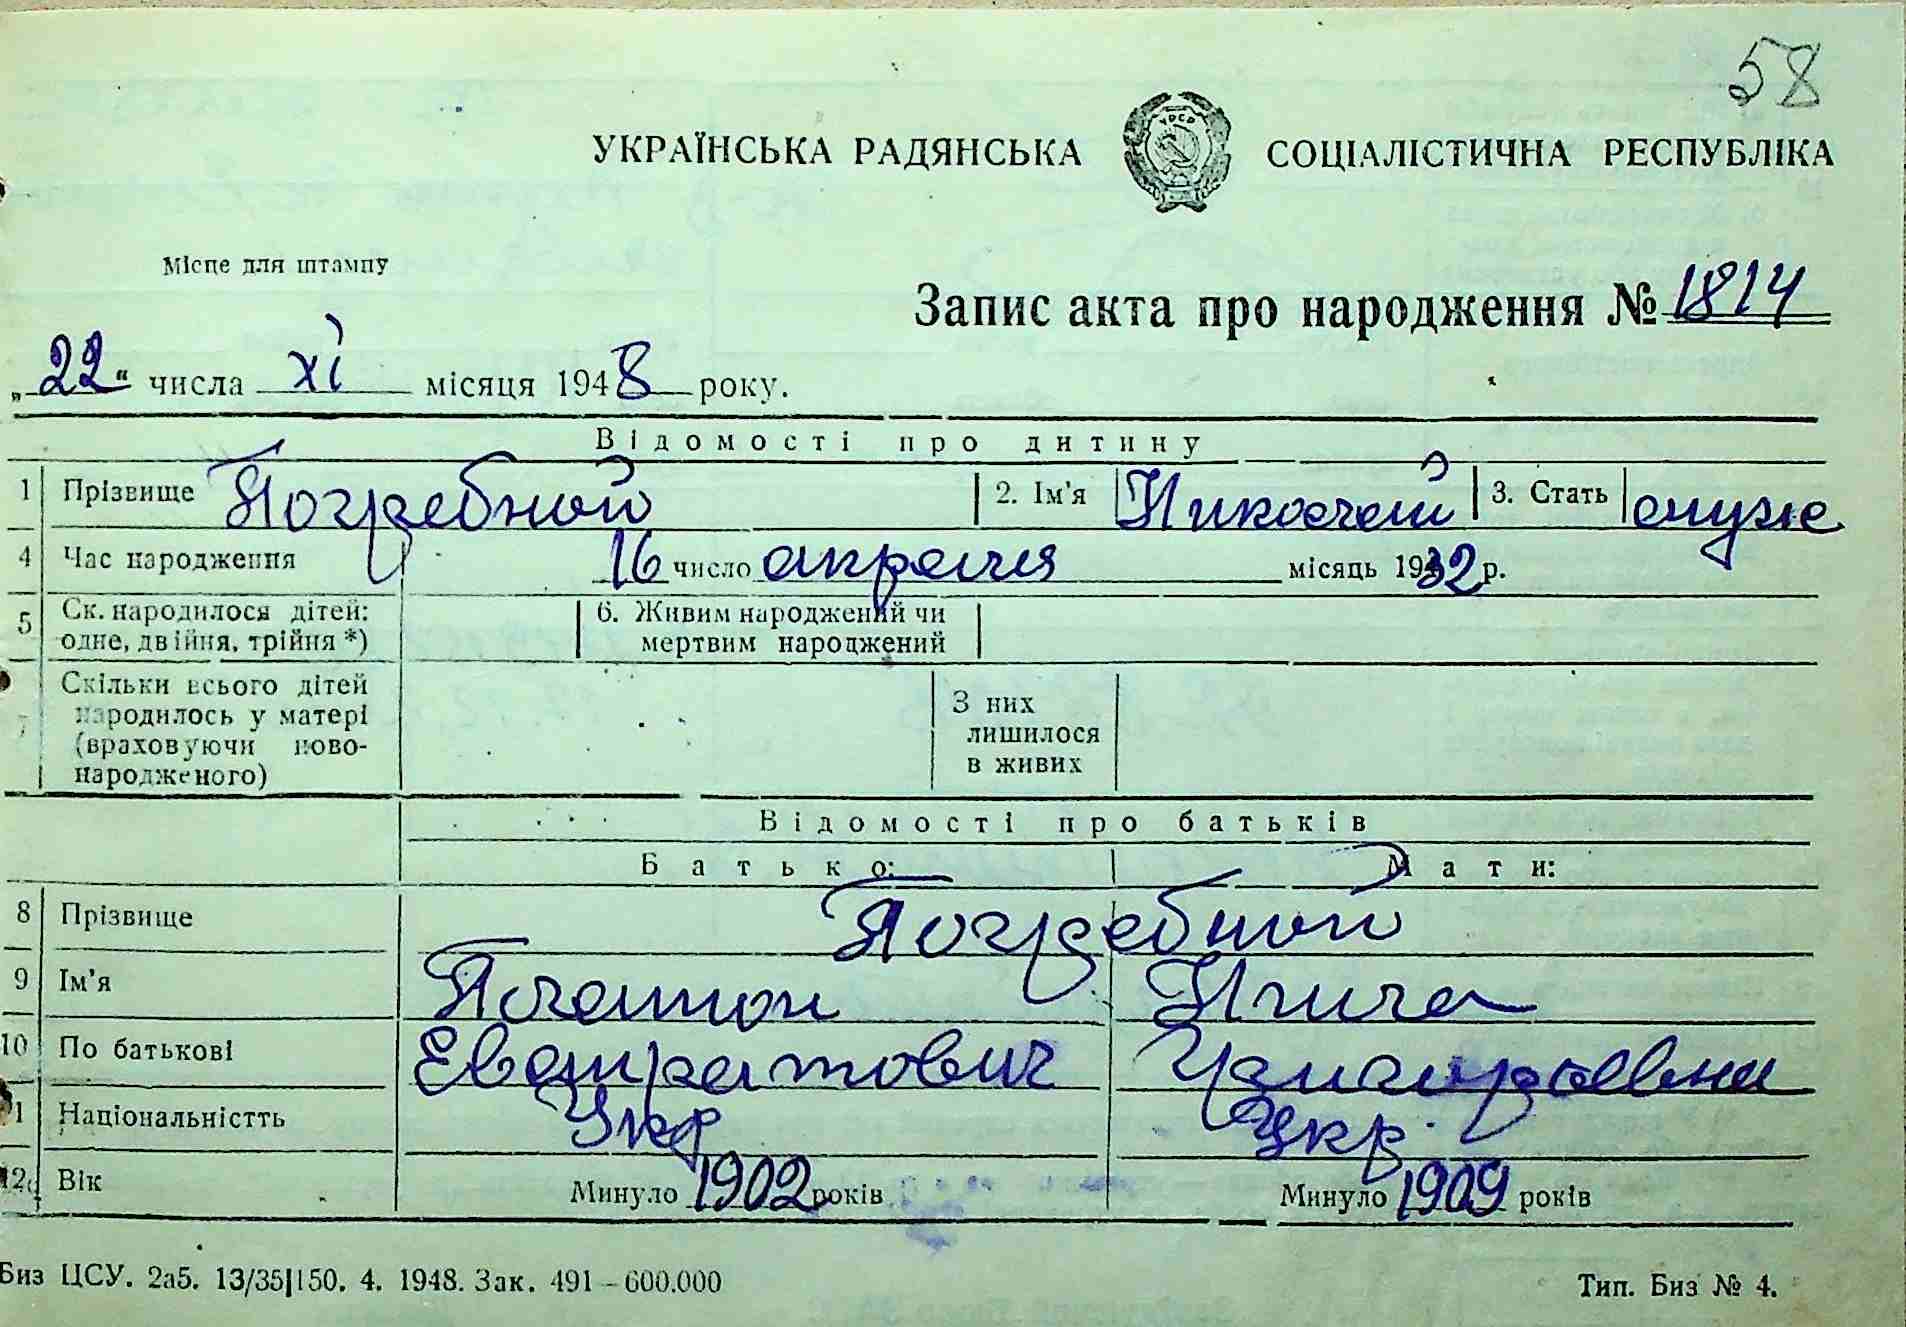 58
УКРАЇНСЬКА РАДЯНСЬКА СОЦІАЛІСТИЧНА РЕСПУБЛІКА
УРСР
Місце для штампу
Запис акта про народження № 1814
„22“ числа XI місяця 1948 року.
Відомості про дитину
1 Прізвище Погребной 2. Ім'я Николай 3. Стать муже
4 Час народження 16 число апреля місяць 1932 р.
5 Ск. народилося дітей: одне, двійня, трійня *) 6. Живим народжений чи мертвим народжений
7 Скільки всього дітей народилось у матері (враховуючи новонародженого) З них лишилося в живих
Відомості про батьків
Батько: Мати:
8 Прізвище Погребной
9 Ім'я Платон
10 По батькові Евстратович
11 Національністть Укр Укр.
12 Вік Минуло 1902 років Минуло 1909 років
Биз ЦСУ. 2а5. 13/35|150. 4. 1948. Зак. 491 – 600.000 Тип. Биз № 4.